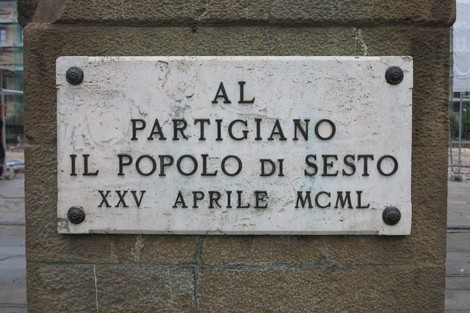 AL
PARTIGIANO
IL POPOLO DI SESTO
XXV APRILE MCML